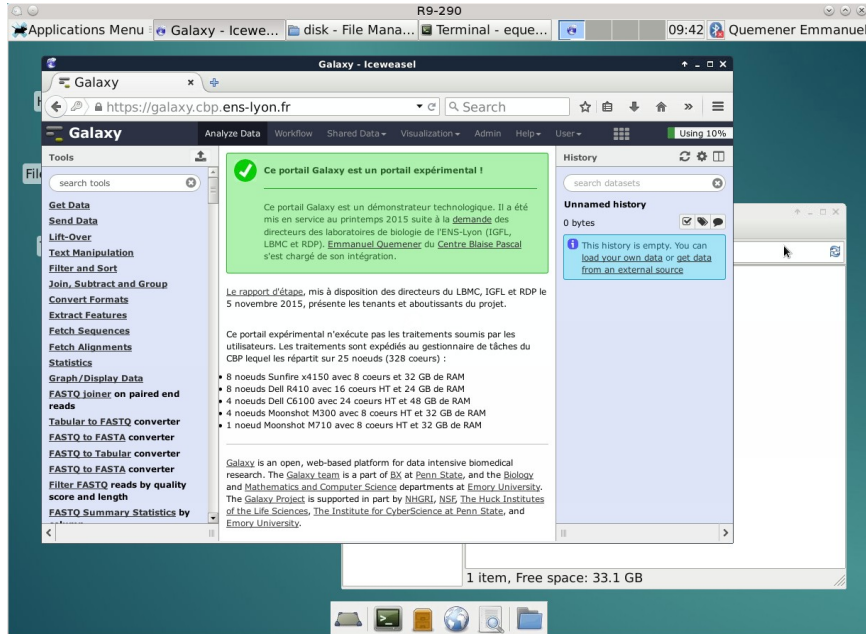 R9-290
Applications Menu
Galaxy - Icewe...
disk - File Mana...
Terminal - eque...
09:42
Quemener Emmanuel
Galaxy - Iceweasel
Galaxy
https://galaxy.cbp.ens-lyon.fr
Search
Galaxy
Analyze Data
Workflow
Shared Data
Visualization
Admin
Help
User
Using 10%
Tools
search tools
Get Data
Send Data
Lift-Over
Text Manipulation
Filter and Sort
Join, Subtract and Group
Convert Formats
Extract Features
Fetch Sequences
Fetch Alignments
Statistics
Graph/Display Data
FASTQ joiner on paired end
reads
Tabular to FASTQ converter
FASTQ to FASTA converter
FASTQ to Tabular converter
FASTQ to FASTA converter
Filter FASTQ reads by quality
score and length
FASTQ Summary Statistics by
Ce portail Galaxy est un portail expérimental !
Ce portail Galaxy est un démonstrateur technologique. Il a été
mis en service au printemps 2015 suite à la demande des
directeurs des laboratoires de biologie de l'ENS-Lyon (IGFL,
LBMC et RDP). Emmanuel Quemener du Centre Blaise Pascal
s'est chargé de son intégration.
Le rapport d'étape, mis à disposition des directeurs du LBMC, IGFL et RDP le
5 novembre 2015, présente les tenants et aboutissants du projet.
Ce portail expérimental n'exécute pas les traitements soumis par les
utilisateurs. Les traitements sont expédiés au gestionnaire de tâches du
CBP lequel les répartit sur 25 noeuds (328 coeurs) :
• 8 noeuds Sunfire x4150 avec 8 coeurs et 32 GB de RAM
• 8 noeuds Dell R410 avec 16 coeurs HT et 24 GB de RAM
• 4 noeuds Dell C6100 avec 24 coeurs HT et 48 GB de RAM
• 4 noeuds Moonshot M300 avec 8 coeurs HT et 32 GB de RAM
• 1 noeud Moonshot M710 avec 8 coeurs HT et 32 GB de RAM
Galaxy is an open, web-based platform for data intensive biomedical
research. The Galaxy team is a part of BX at Penn State, and the Biology
and Mathematics and Computer Science departments at Emory University.
The Galaxy Project is supported in part by NHGRI, NSF, The Huck Institutes
of the Life Sciences, The Institute for CyberScience at Penn State, and
Emory University.
History
search datasets
Unnamed history
0 bytes
This history is empty. You can
load your own data or get data
from an external source
1 item, Free space: 33.1 GB